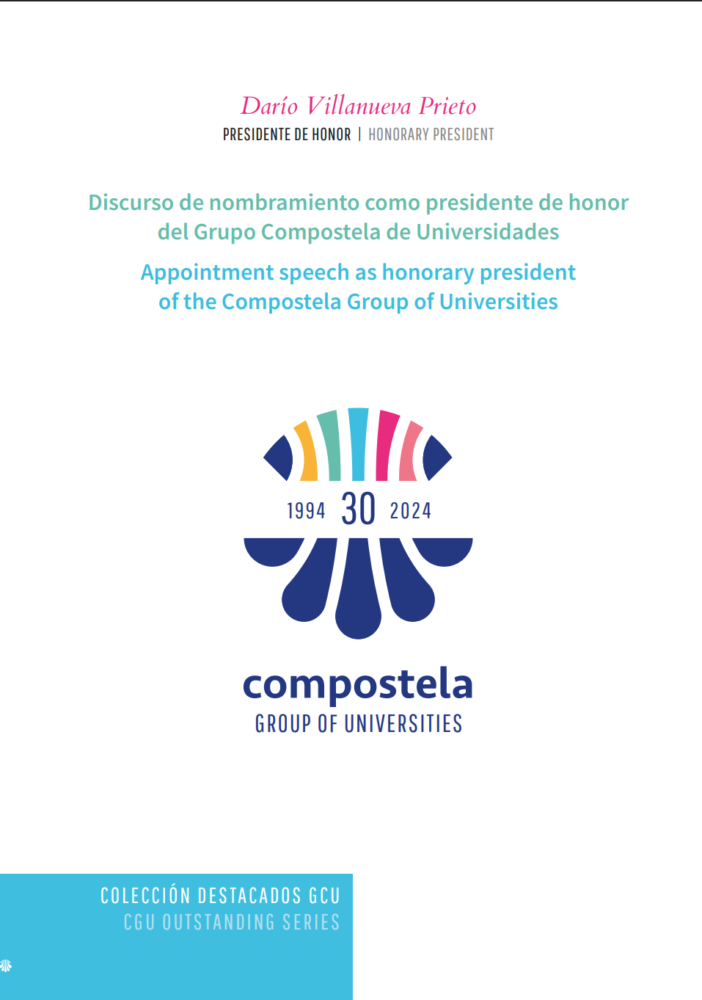 Darío Villanueva Prieto
PRESIDENTE DE HONOR | HONORARY PRESIDENT
Discurso de nombramiento como presidente de honor
del Grupo Compostela de Universidades
Appointment speech as honorary president
of the Compostela Group of Universities
1994 30 2024
compostela
GROUP OF UNIVERSITIES
COLECCIÓN DESTACADOS GCU
CGU OUTSTANDING SERIES